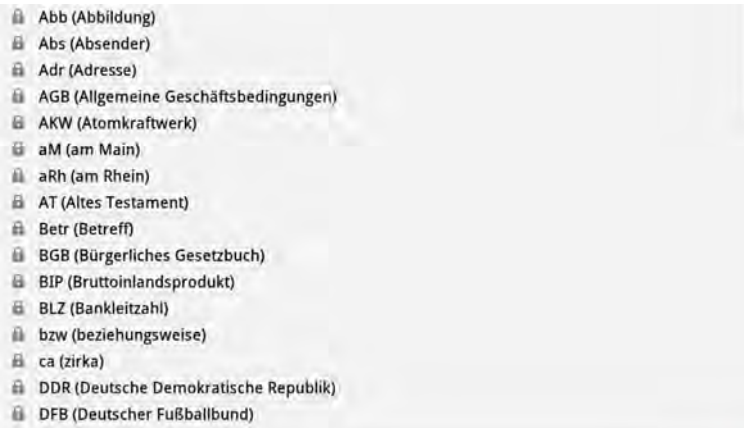 Abb (Abbildung)
Abs (Absender)
Adr (Adresse)
AGB (Allgemeine Geschäftsbedingungen)
AKW (Atomkraftwerk)
aM (am Main)
aRh (am Rhein)
AT (Altes Testament)
Betr (Betreff)
BGB (Bürgerliches Gesetzbuch)
BIP (Bruttoinlandsprodukt)
BLZ (Bankleitzahl)
bzw (beziehungsweise)
ca (zirka)
DDR (Deutsche Demokratische Republik)
DFB (Deutscher Fußballbund)